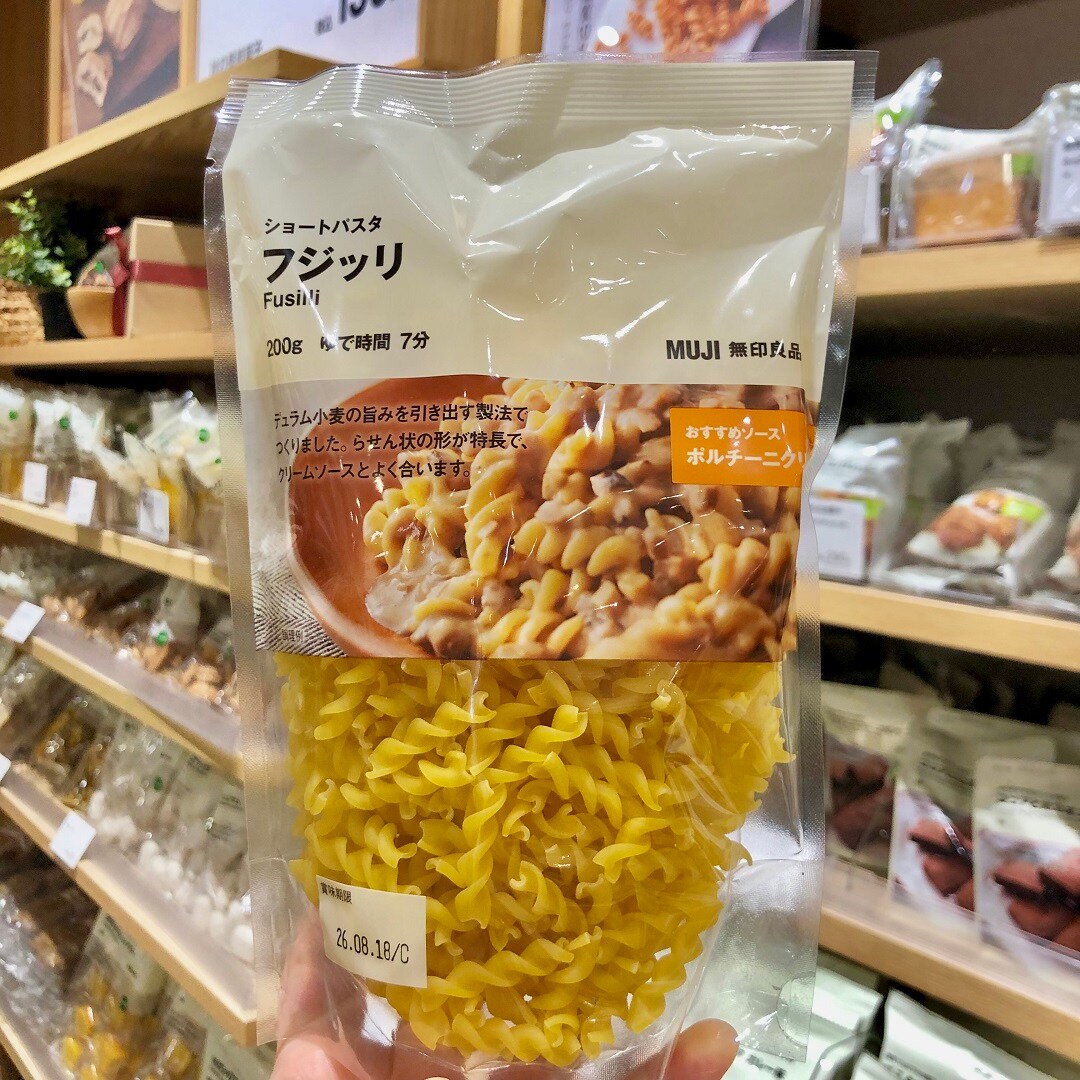 ショートパスタ
フジッリ
Fusilli
200g ゆで時間 7分
MUJI 無印良品
デュラム小麦の旨みを引き出す製法で
つくりました。らせん状の形が特長で、
クリームソースとよく合います。
おすすめソース
ポルチーニクリ
調理例
賞味期限
26.08.18/C